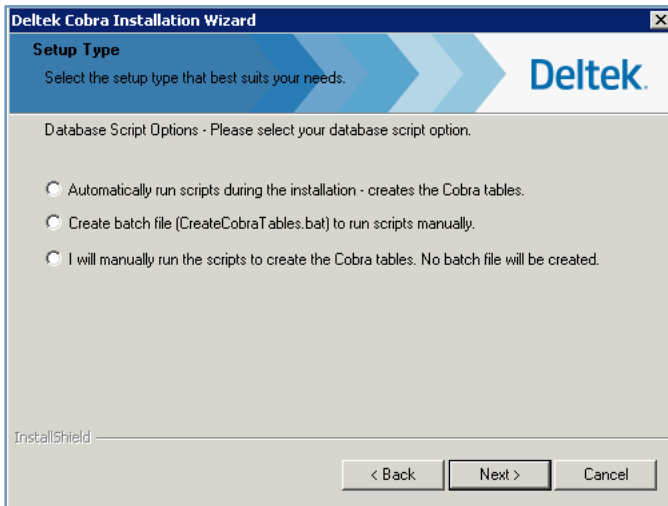 Deltek Cobra Installation Wizard
Setup Type
Select the setup type that best suits your needs.
Deltek.
Database Script Options - Please select your database script option.
Automatically run scripts during the installation - creates the Cobra tables.
Create batch file (CreateCobraTables.bat) to run scripts manually.
I will manually run the scripts to create the Cobra tables. No batch file will be created.
InstallShield
< Back
Next >
Cancel